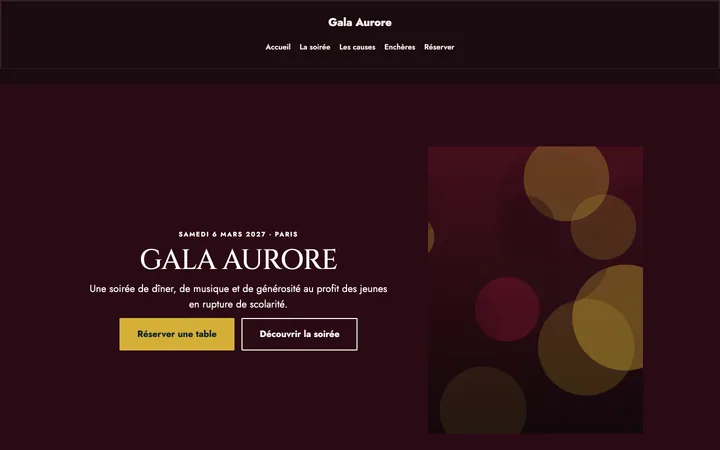 Gala Aurore
Accueil La soirée Les causes Enchères Réserver
SAMEDI 6 MARS 2027 - PARIS
GALA AURORE
Une soirée de dîner, de musique et de générosité au profit des jeunes
en rupture de scolarité.
Réserver une table Découvrir la soirée